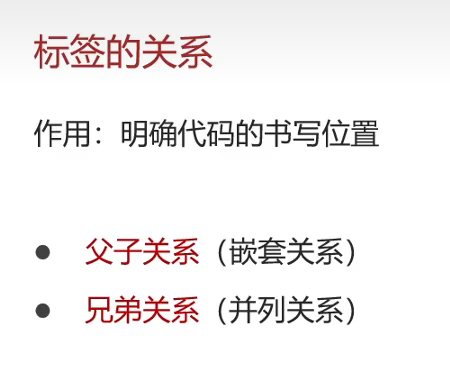 标签的关系
作用：明确代码的书写位置
● 父子关系（嵌套关系）
● 兄弟关系（并列关系）